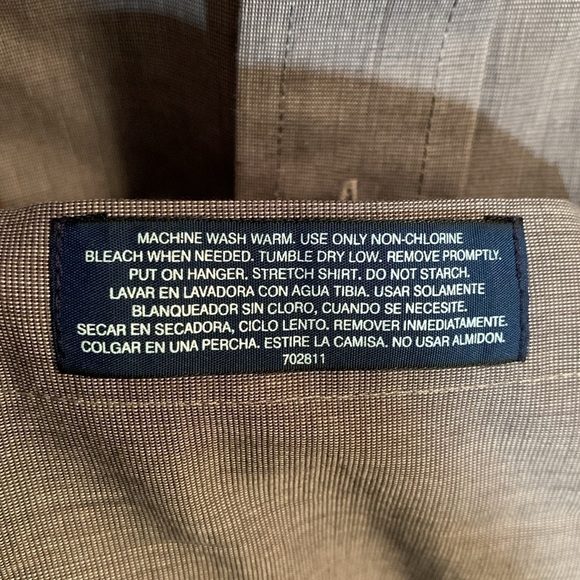 MACHINE WASH WARM. USE ONLY NON-CHLORINE
BLEACH WHEN NEEDED. TUMBLE DRY LOW. REMOVE PROMPTLY.
PUT ON HANGER. STRETCH SHIRT. DO NOT STARCH.
LAVAR EN LAVADORA CON AGUA TIBIA. USAR SOLAMENTE
BLANQUEADOR SIN CLORO, CUANDO SE NECESITE.
SECAR EN SECADORA, CICLO LENTO. REMOVER INMEDIATAMENTE.
COLGAR EN UNA PERCHA. ESTIRE LA CAMISA. NO USAR ALMIDON.
702811